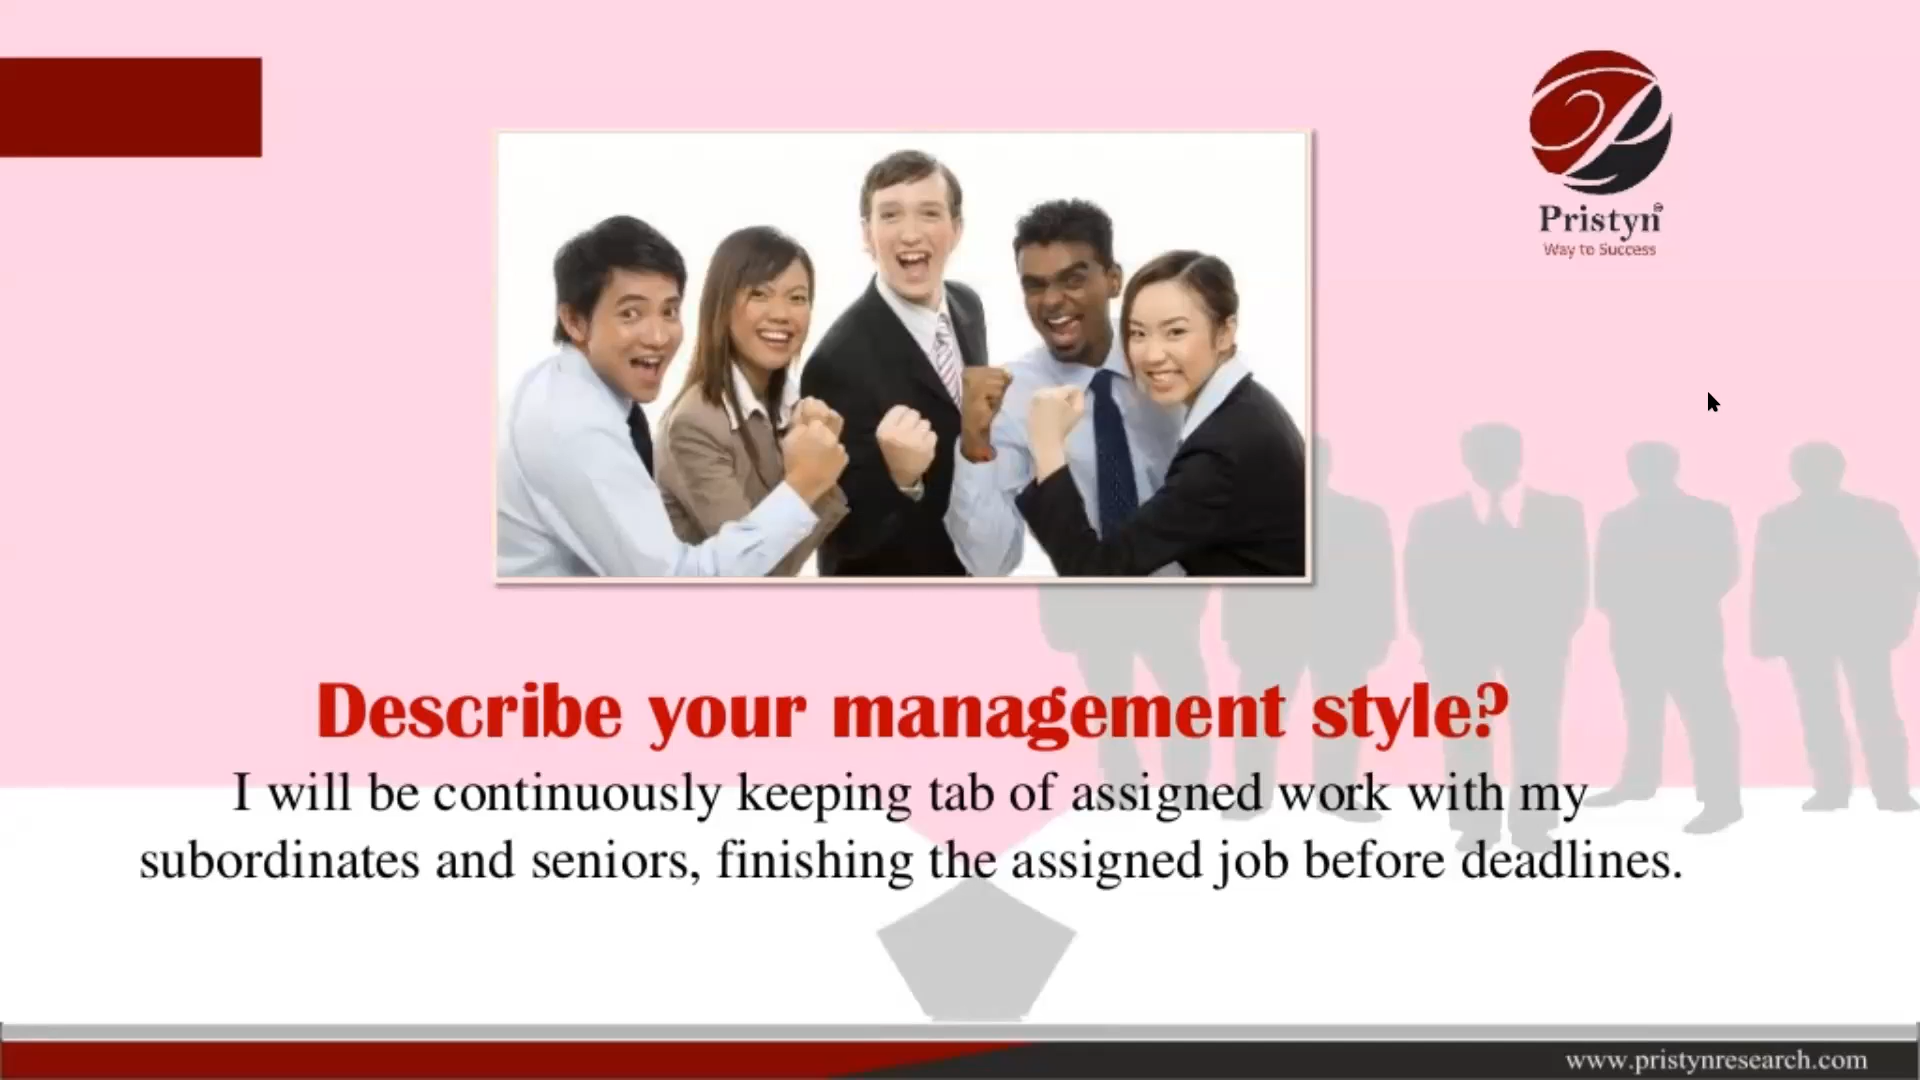 Pristyn®
Way to Success
Describe your management style?
I will be continuously keeping tab of assigned work with my
subordinates and seniors, finishing the assigned job before deadlines.
www.pristynresearch.com